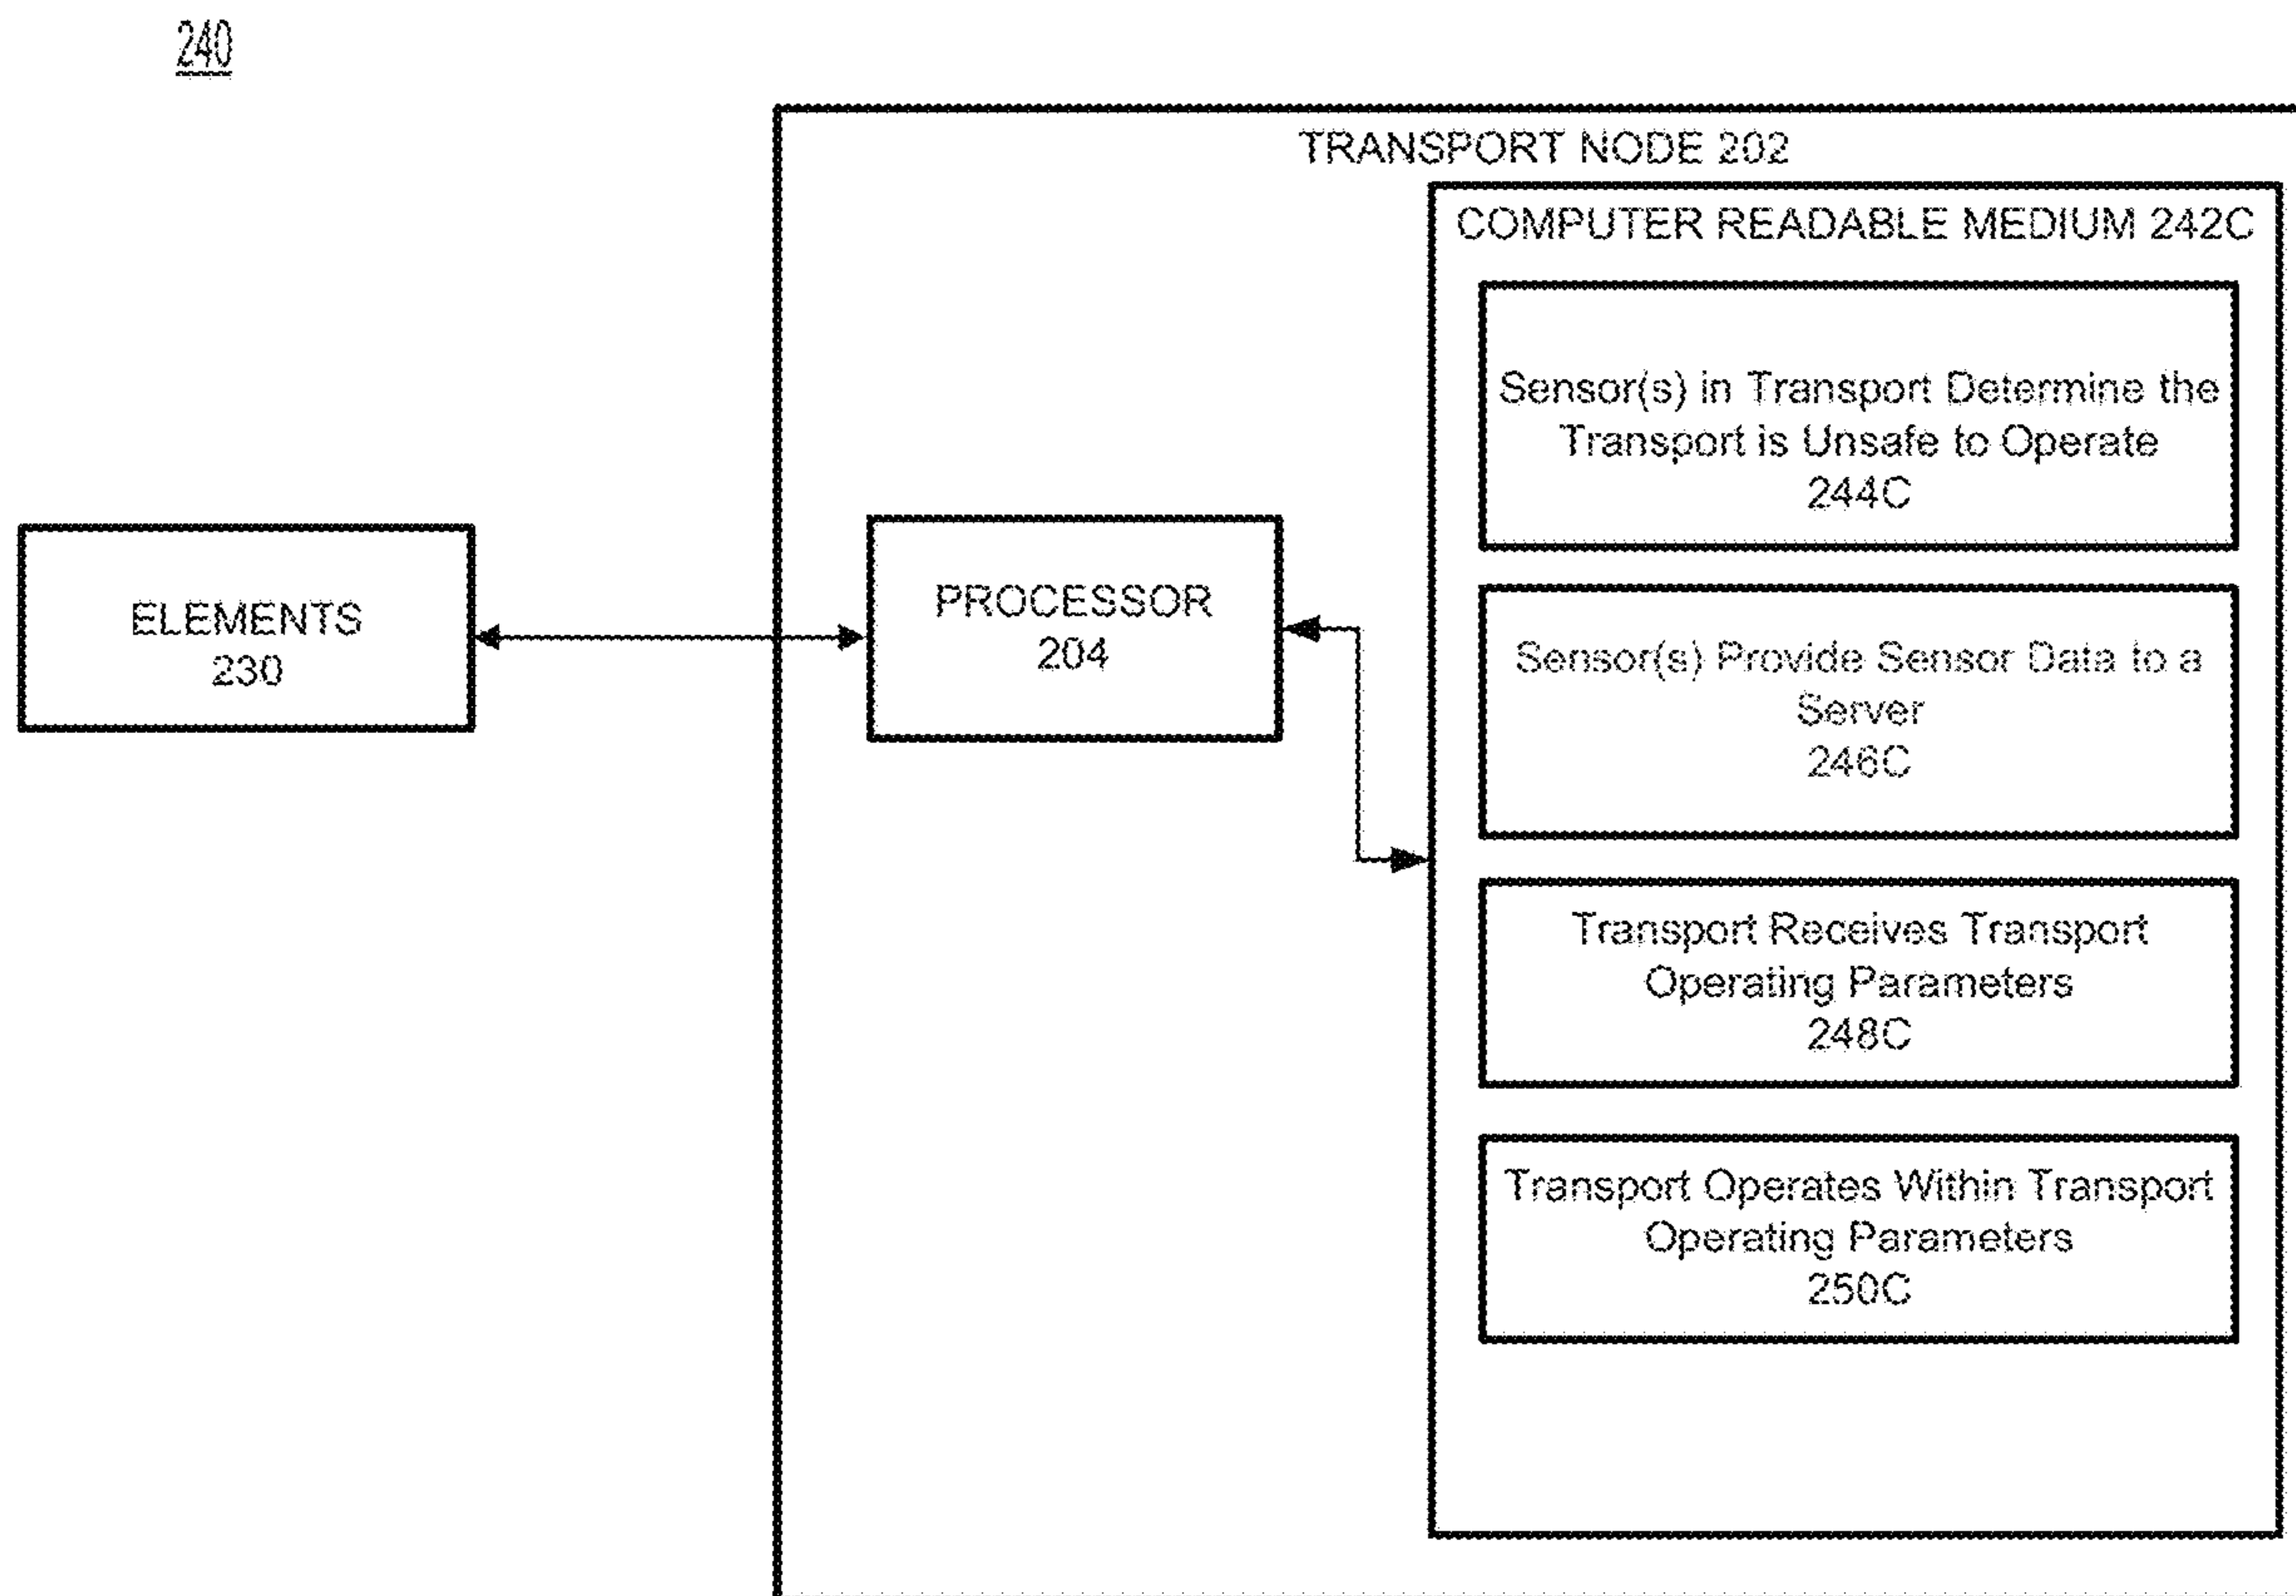 240
TRANSPORT NODE 202
COMPUTER READABLE MEDIUM 242C
Sensor(s) in Transport Determine the
Transport is Unsafe to Operate
244C
ELEMENTS
230
PROCESSOR
204
Sensor(s) Provide Sensor Data to a
Server
246C
Transport Receives Transport
Operating Parameters
248C
Transport Operates Within Transport
Operating Parameters
250C